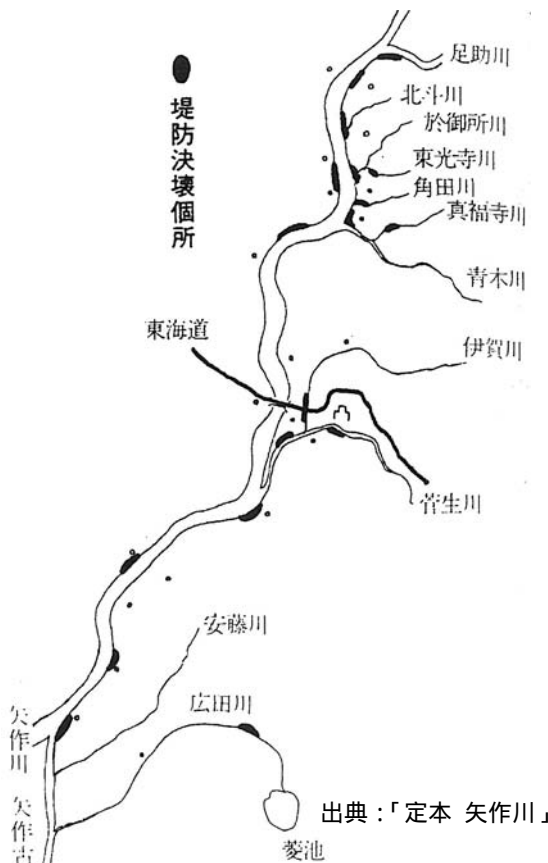 足助川
北斗川
於御所川
東光寺川
角田川
真福寺川
青木川
堤防決壊個所
東海道
伊賀川
菅生川
安藤川
広田川
矢作川
矢作古
菱池
出典：「定本 矢作川」